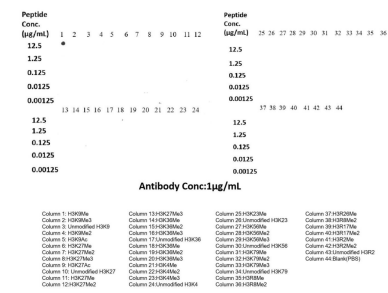 Peptide
Conc.
(µg/mL) 1 2 3 4 5 6 7 8 9 10 11 12
12.5
1.25
0.125
0.0125
0.00125
13 14 15 16 17 18 19 20 21 22 23 24
12.5
1.25
0.125
0.0125
0.00125
Peptide
Conc.
(µg/mL) 25 26 27 28 29 30 31 32 33 34 35 36
12.5
1.25
0.125
0.0125
0.00125
37 38 39 40 41 42 43 44
12.5
1.25
0.125
0.0125
0.00125
Antibody Conc:1µg/mL
Column 1: H3K9Me
Column 2: H3K9Me3
Column 3: Unmodified H3K9
Column 4: H3K9Me2
Column 5: H3K9Ac
Column 6: H3K27Me
Column 7: H3K27Me2
Column 8:H3K27Me3
Column 9: H3K27Ac
Column 10: Unmodified H3K27
Column 11: H3K27Me
Column 12:H3K27Me2
Column 13:H3K27Me3
Column 14:H3K36Me
Column 15:H3K36Me2
Column 16:H3K36Me3
Column 17:Unmodified H3K36
Column 18:H3K36Me
Column 19:H3K36Me2
Column 20:H3K36Me3
Column 21:H3K4Me
Column 22:H3K4Me2
Column 23:H3K4Me3
Column 24:Unmodified H3K4
Column 25:H3K23Me
Column 26:Unmodified H3K23
Column 27:H3K56Me
Column 28:H3K56Me2
Column 29:H3K56Me3
Column 30:Unmodified H3K56
Column 31:H3K79Me
Column 32:H3K79Me2
Column 33:H3K79Me3
Column 34:Unmodified H3K79
Column 35:H3R8Me
Column 36:H3R8Me2
Column 37:H3R26Me
Column 38:H3R8Me2
Column 39:H3R17Me
Column 40:H3R17Me2
Column 41:H3R2Me
Column 42:H3R2Me2
Column 43:Unmodified H3R2
Column 44:Blank(PBS)